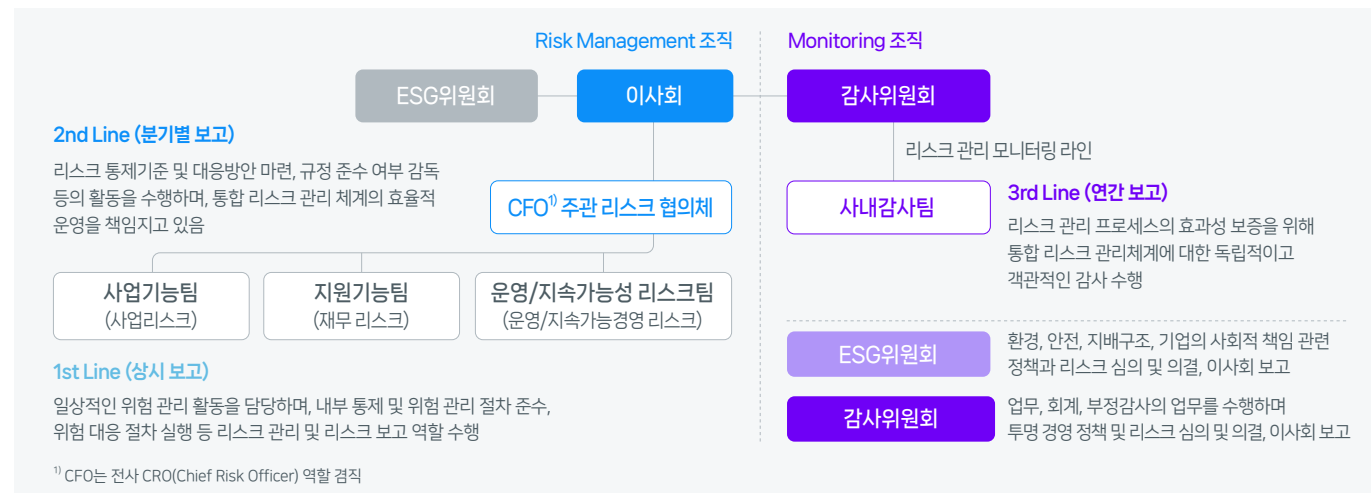 Risk Management 조직
Monitoring 조직
ESG위원회
이사회
감사위원회
2nd Line (분기별 보고)
리스크 통제기준 및 대응방안 마련, 규정 준수 여부 감독
등의 활동을 수행하며, 통합 리스크 관리 체계의 효율적
운영을 책임지고 있음
리스크 관리 모니터링 라인
CFO¹⁾ 주관 리스크 협의체
사내감사팀
3rd Line (연간 보고)
리스크 관리 프로세스의 효과성 보증을 위해
통합 리스크 관리체계에 대한 독립적이고
객관적인 감사 수행
사업기능팀
(사업리스크)
지원기능팀
(재무 리스크)
운영/지속가능성 리스크팀
(운영/지속가능경영 리스크)
1st Line (상시 보고)
일상적인 위험 관리 활동을 담당하며, 내부 통제 및 위험 관리 절차 준수,
위험 대응 절차 실행 등 리스크 관리 및 리스크 보고 역할 수행
ESG위원회
환경, 안전, 지배구조, 기업의 사회적 책임 관련
정책과 리스크 심의 및 의결, 이사회 보고
감사위원회
업무, 회계, 부정감사의 업무를 수행하며
투명 경영 정책 및 리스크 심의 및 의결, 이사회 보고
¹⁾ CFO는 전사 CRO(Chief Risk Officer) 역할 겸직